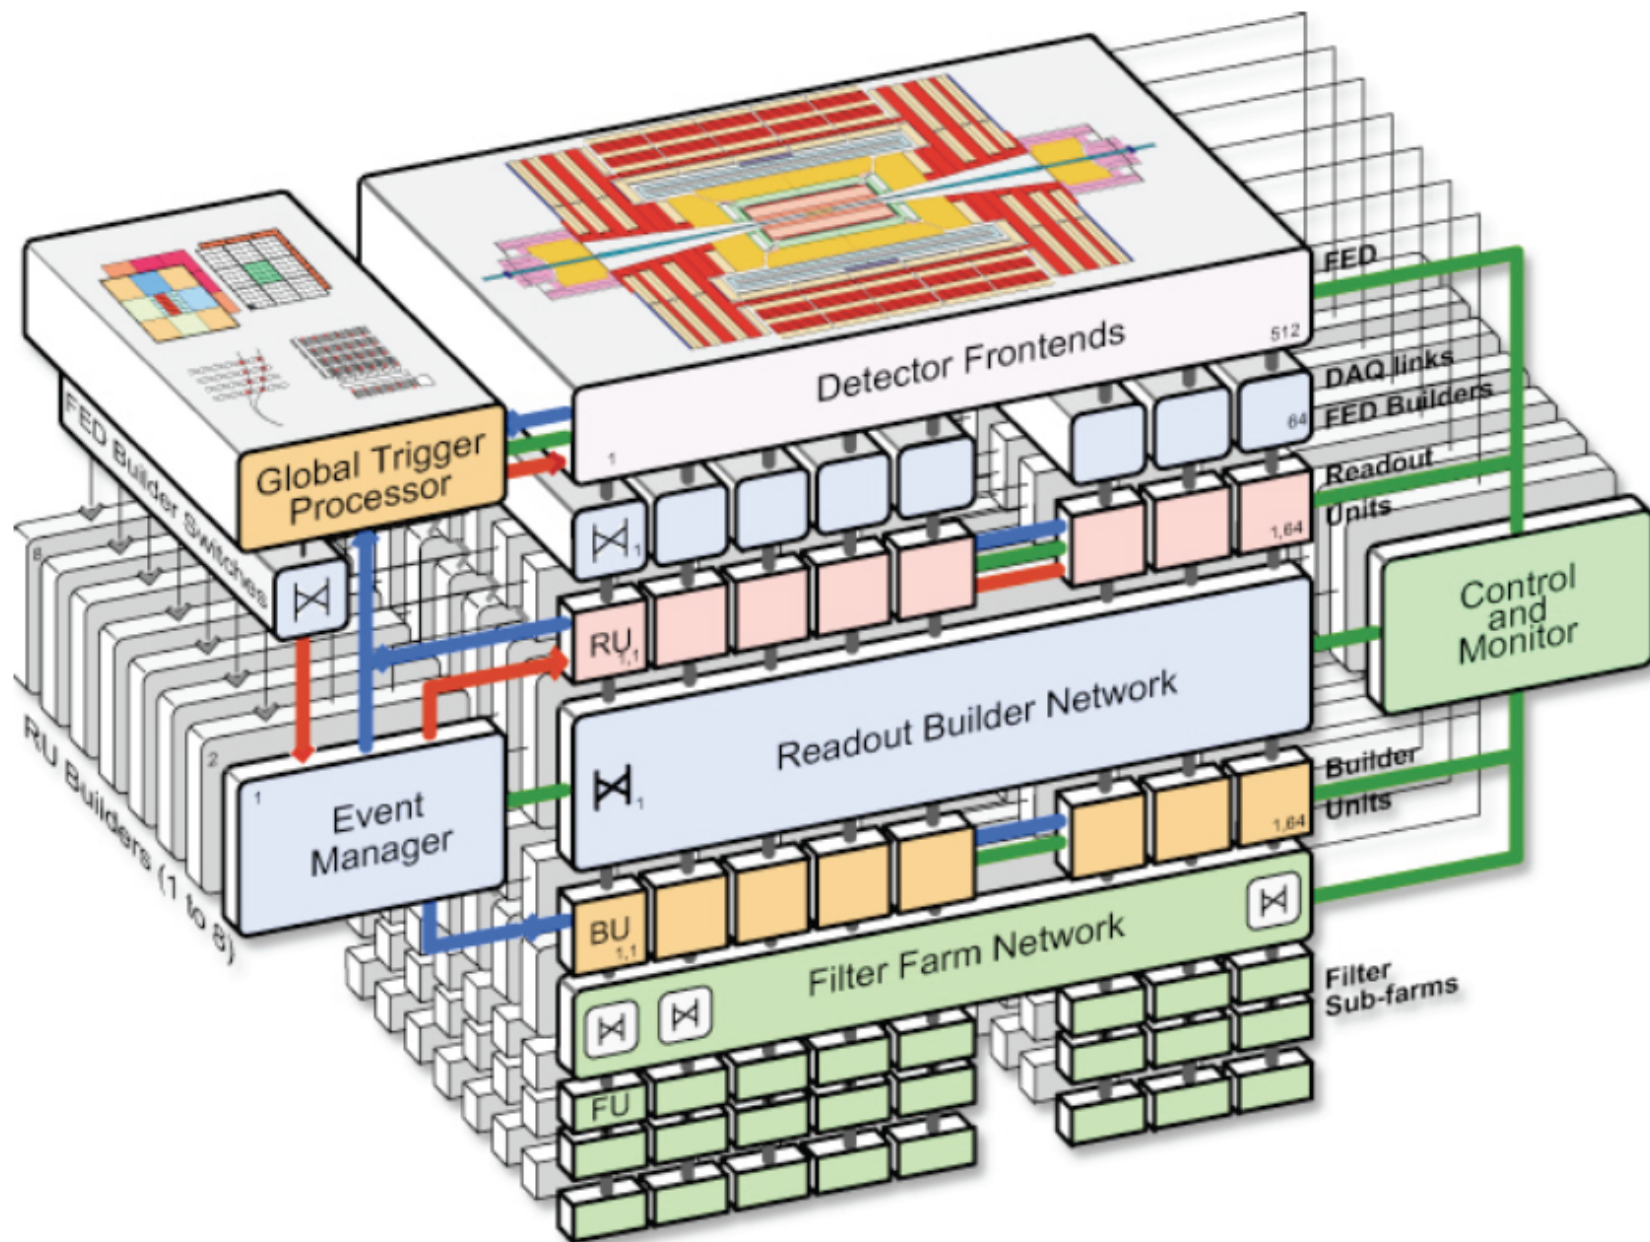 FED
512
Detector Frontends
DAQ links
1
FED Builders
64
Global Trigger
Processor
FED Builder Switches
1
Readout
Units
1,64
8
Control
and
Monitor
RU
1,1
Readout Builder Network
1
2
RU Builders (1 to 8)
1
Event
Manager
Builder
Units
1,64
BU
1,1
Filter Farm Network
Filter
Sub-farms
FU